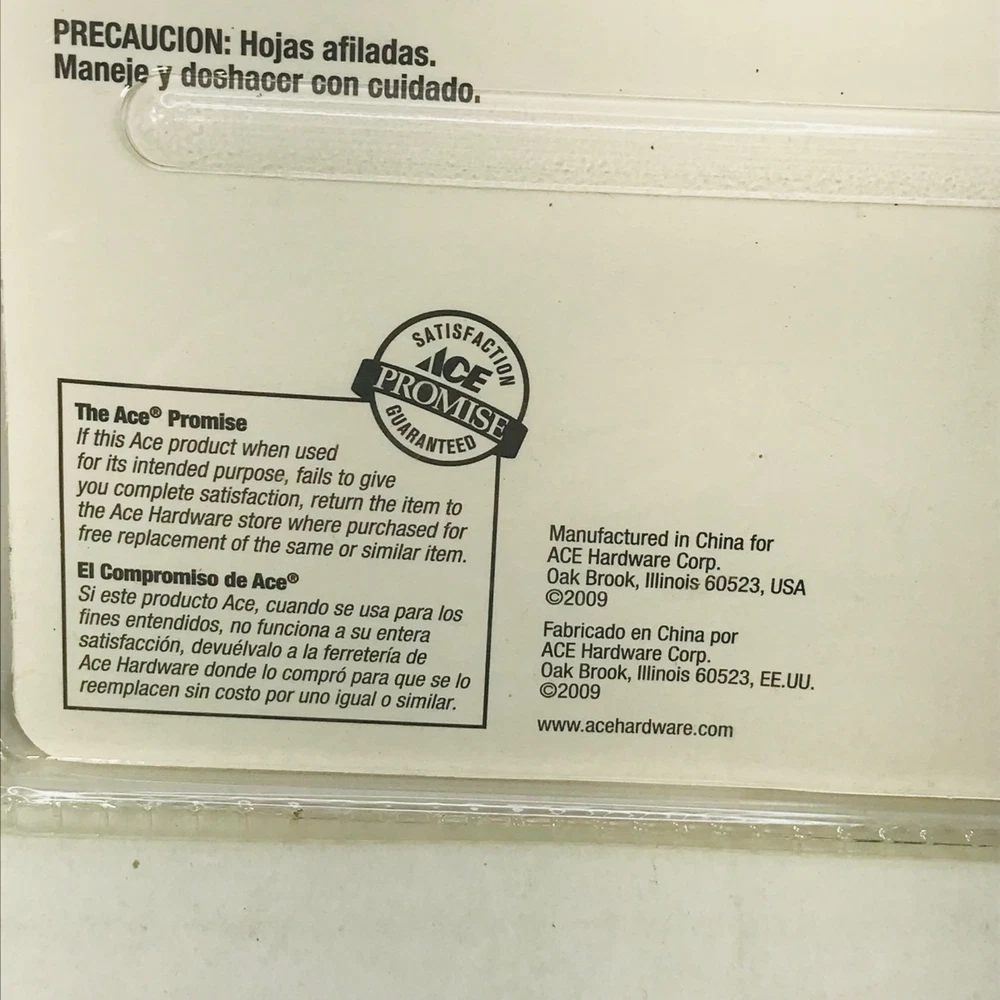 PRECAUCION: Hojas afiladas.
Maneje y deshacer con cuidado.
SATISFACTION
ACE
PROMISE
GUARANTEED
The Ace® Promise
If this Ace product when used
for its intended purpose, fails to give
you complete satisfaction, return the item to
the Ace Hardware store where purchased for
free replacement of the same or similar item.
El Compromiso de Ace®
Si este producto Ace, cuando se usa para los
fines entendidos, no funciona a su entera
satisfacción, devuélvalo a la ferretería de
Ace Hardware donde lo compró para que se lo
reemplacen sin costo por uno igual o similar.
Manufactured in China for
ACE Hardware Corp.
Oak Brook, Illinois 60523, USA
©2009
Fabricado en China por
ACE Hardware Corp.
Oak Brook, Illinois 60523, EE.UU.
©2009
www.acehardware.com